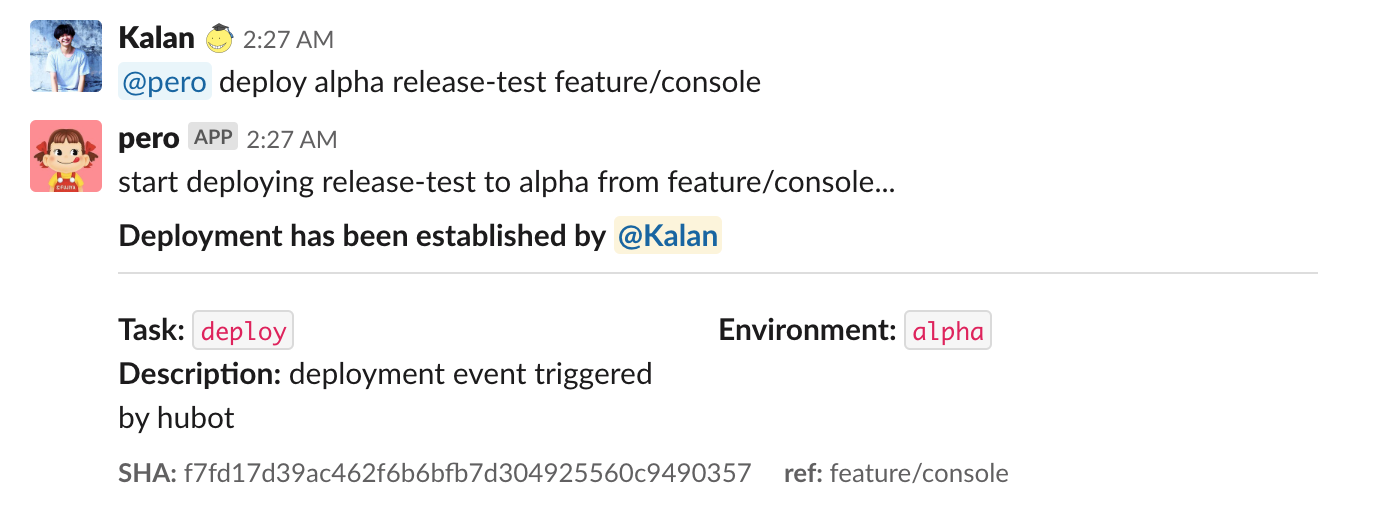 Kalan 2:27 AM
@pero deploy alpha release-test feature/console
pero APP 2:27 AM
start deploying release-test to alpha from feature/console...
Deployment has been established by @Kalan
Task: deploy Environment: alpha
Description: deployment event triggered
by hubot
SHA: f7fd17d39ac462f6b6bfb7d304925560c9490357 ref: feature/console